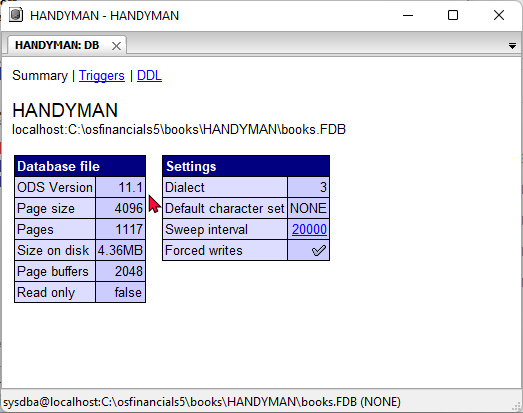 HANDYMAN - HANDYMAN
HANDYMAN: DB
Summary | Triggers | DDL
HANDYMAN
localhost:C:\osfinancials5\books\HANDYMAN\books.FDB
Database file
ODS Version 11.1
Page size 4096
Pages 1117
Size on disk 4.36MB
Page buffers 2048
Read only false
Settings
Dialect 3
Default character set NONE
Sweep interval 20000
Forced writes ✓
sysdba@localhost:C:\osfinancials5\books\HANDYMAN\books.FDB (NONE)